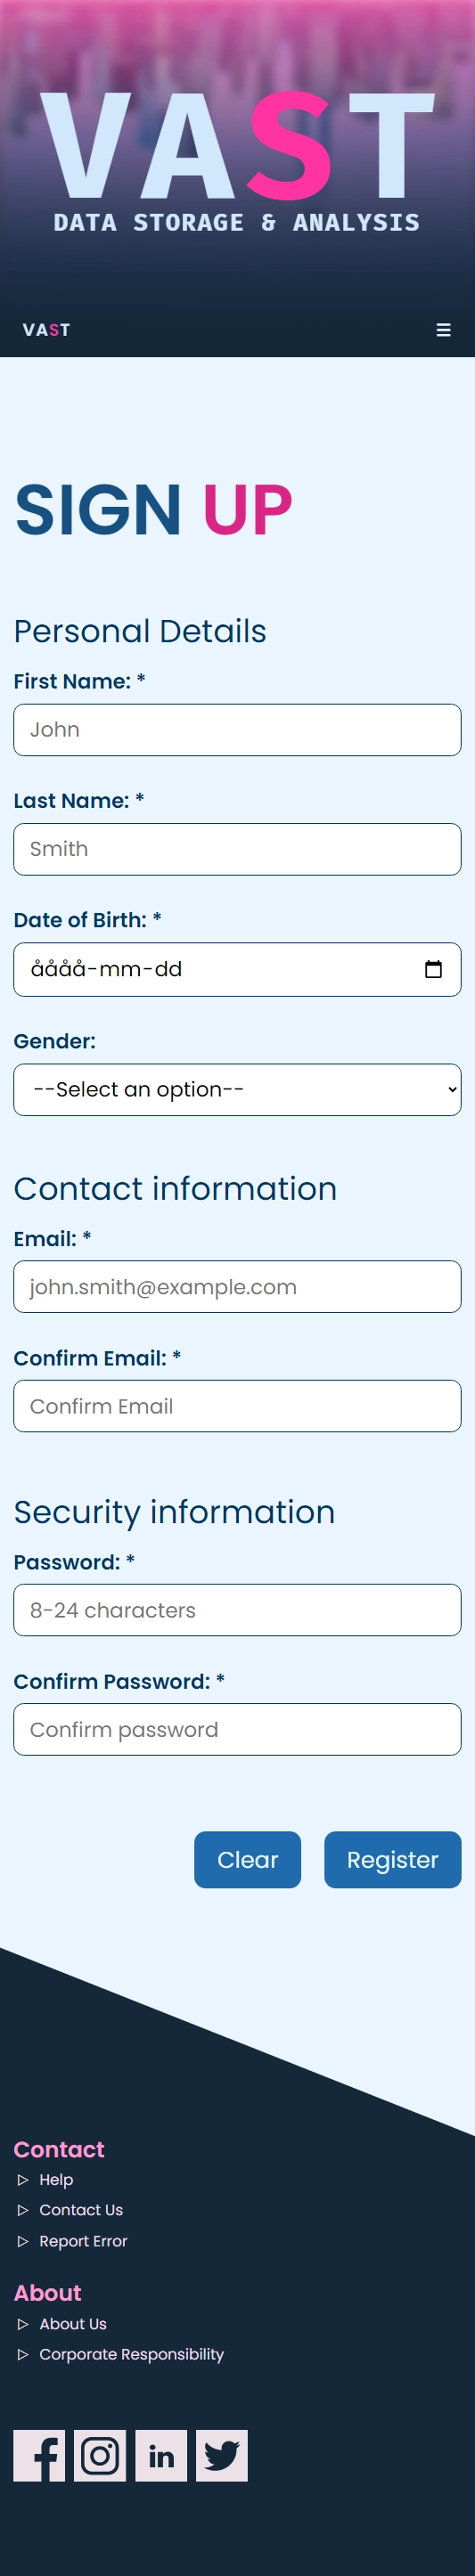 VAST
DATA STORAGE & ANALYSIS
VAST
SIGN UP
Personal Details
First Name: *
John
Last Name: *
Smith
Date of Birth: *
åååå-mm-dd
Gender:
--Select an option--
Contact information
Email: *
john.smith@example.com
Confirm Email: *
Confirm Email
Security information
Password: *
8-24 characters
Confirm Password: *
Confirm password
Clear Register
Contact
Help
Contact Us
Report Error
About
About Us
Corporate Responsibility